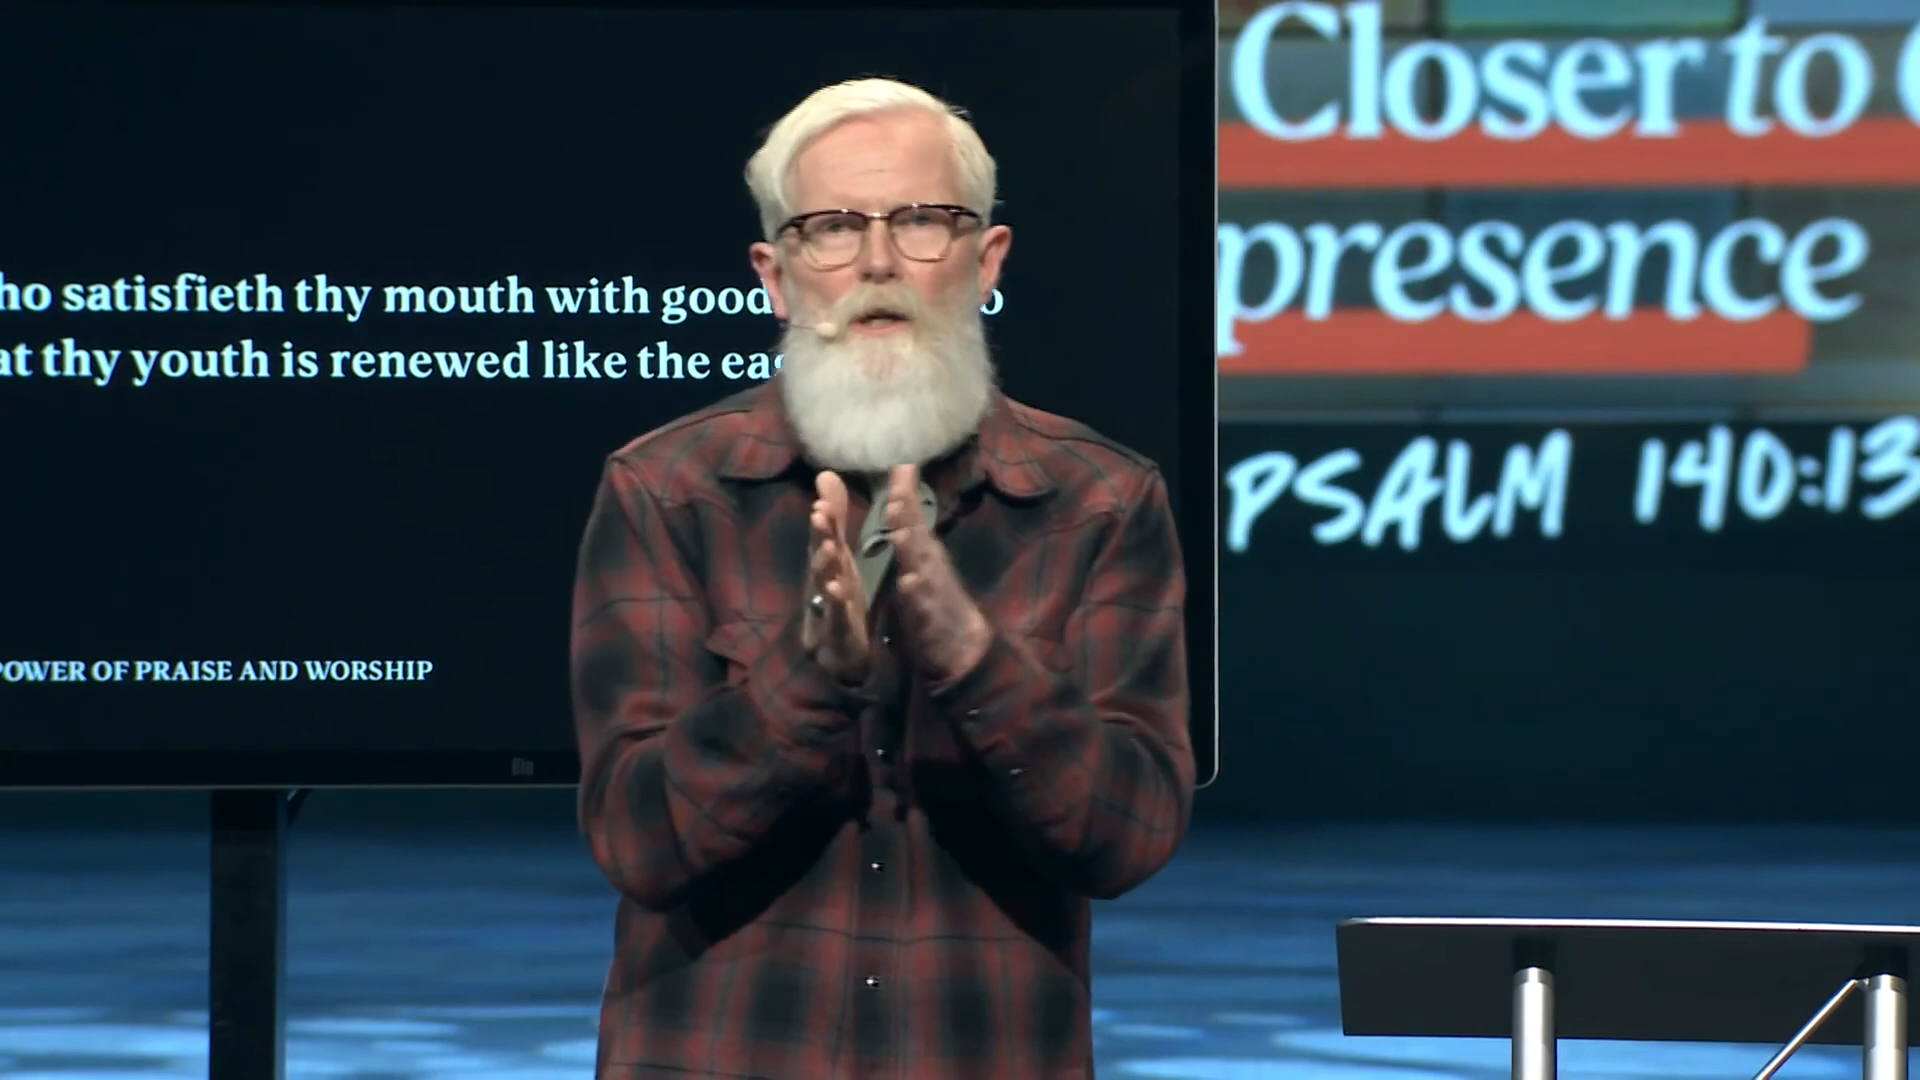 ho satisfieth thy mouth with good
at thy youth is renewed like the
POWER OF PRAISE AND WORSHIP
Closer to
presence
PSALM 140:13